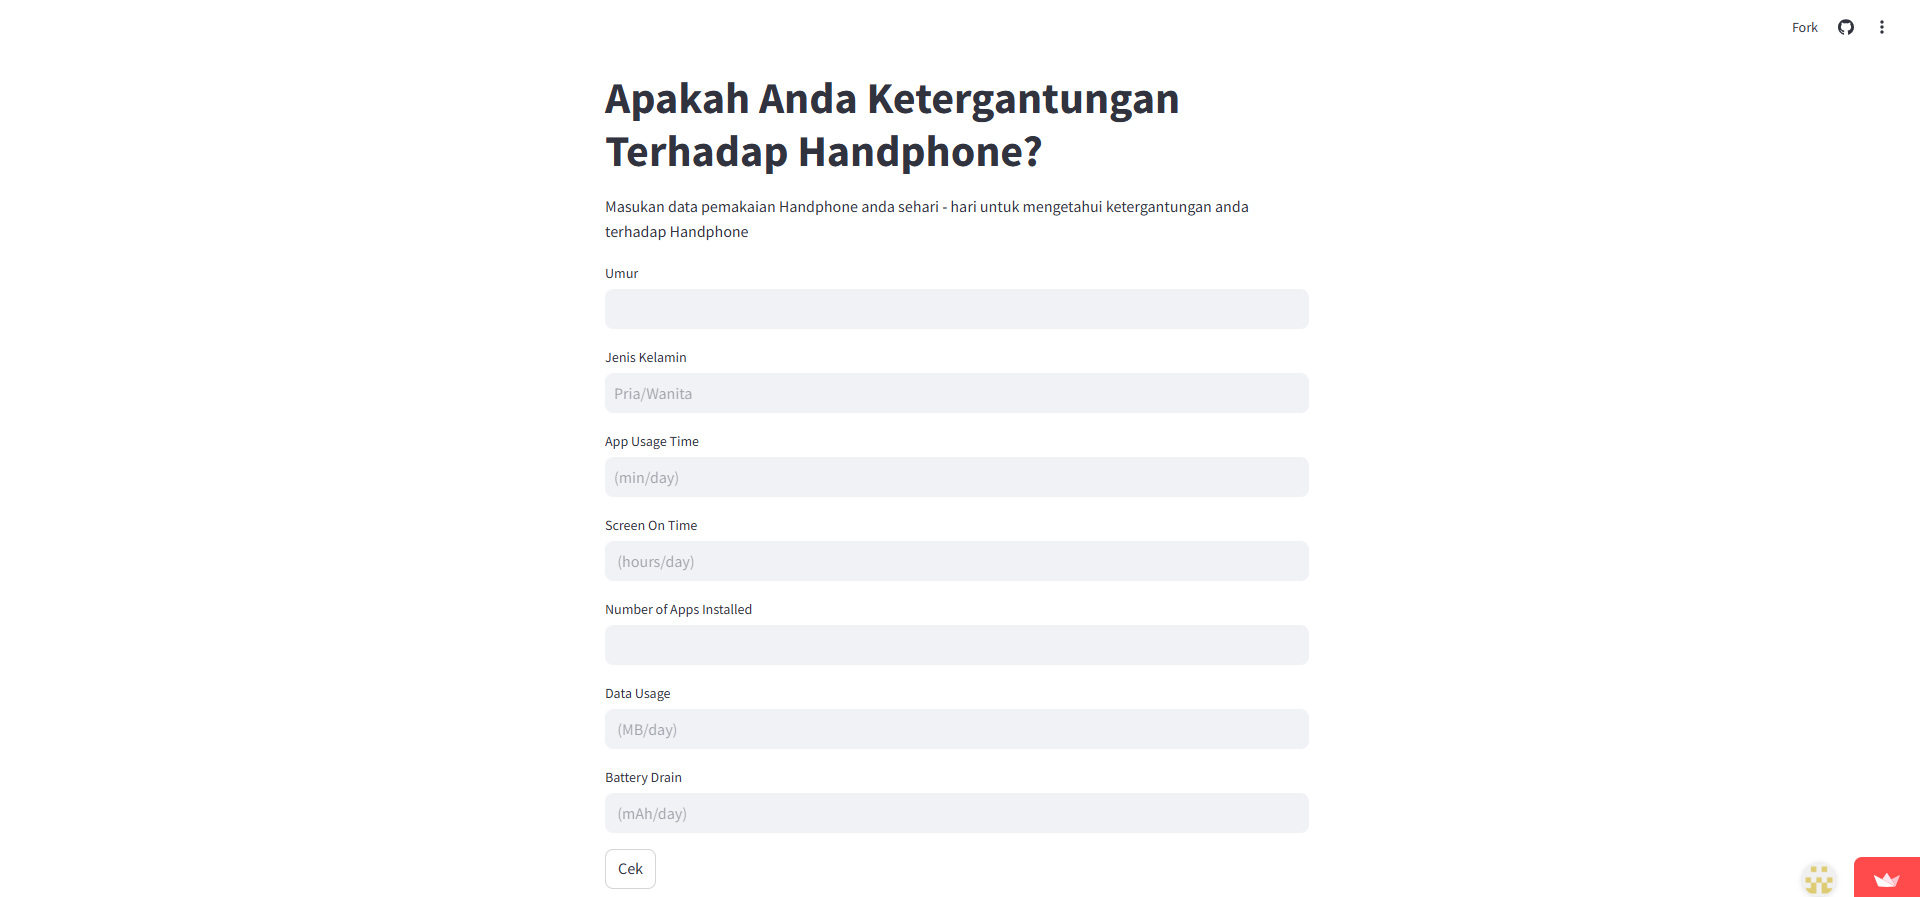 Fork
Apakah Anda Ketergantungan
Terhadap Handphone?
Masukan data pemakaian Handphone anda sehari - hari untuk mengetahui ketergantungan anda
terhadap Handphone
Umur
Jenis Kelamin
Pria/Wanita
App Usage Time
(min/day)
Screen On Time
(hours/day)
Number of Apps Installed
Data Usage
(MB/day)
Battery Drain
(mAh/day)
Cek